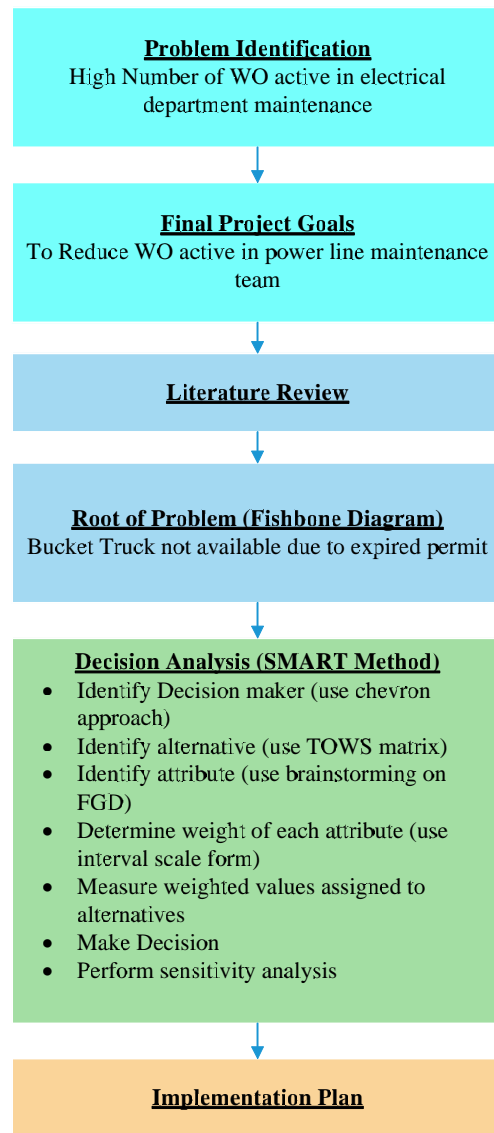 Problem Identification
High Number of WO active in electrical
department maintenance
Final Project Goals
To Reduce WO active in power line maintenance
team
Literature Review
Root of Problem (Fishbone Diagram)
Bucket Truck not available due to expired permit
Decision Analysis (SMART Method)
• Identify Decision maker (use chevron
approach)
• Identify alternative (use TOWS matrix)
• Identify attribute (use brainstorming on
FGD)
• Determine weight of each attribute (use
interval scale form)
• Measure weighted values assigned to
alternatives
• Make Decision
• Perform sensitivity analysis
Implementation Plan